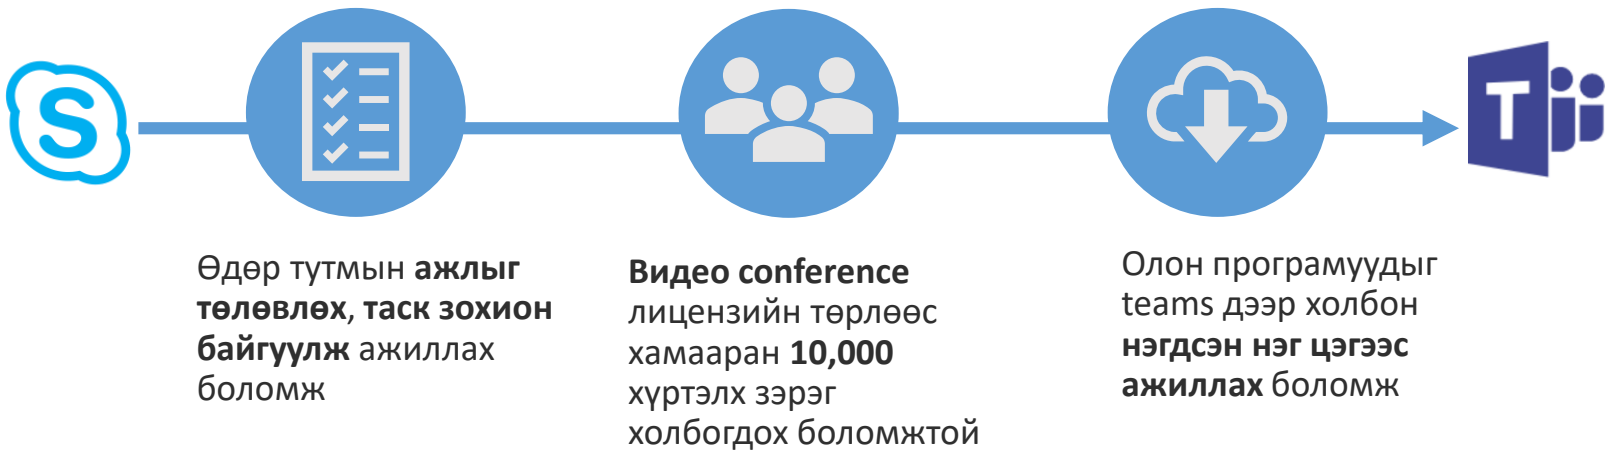 S
T
Өдөр тутмын ажлыг
төлөвлөх, таск зохион
байгуулж ажиллах
боломж
Видео conference
лицензийн төрлөөс
хамааран 10,000
хүртэлх зэрэг
холбогдох боломжтой
Олон програмуудыг
teams дээр холбон
нэгдсэн нэг цэгээс
ажиллах боломж